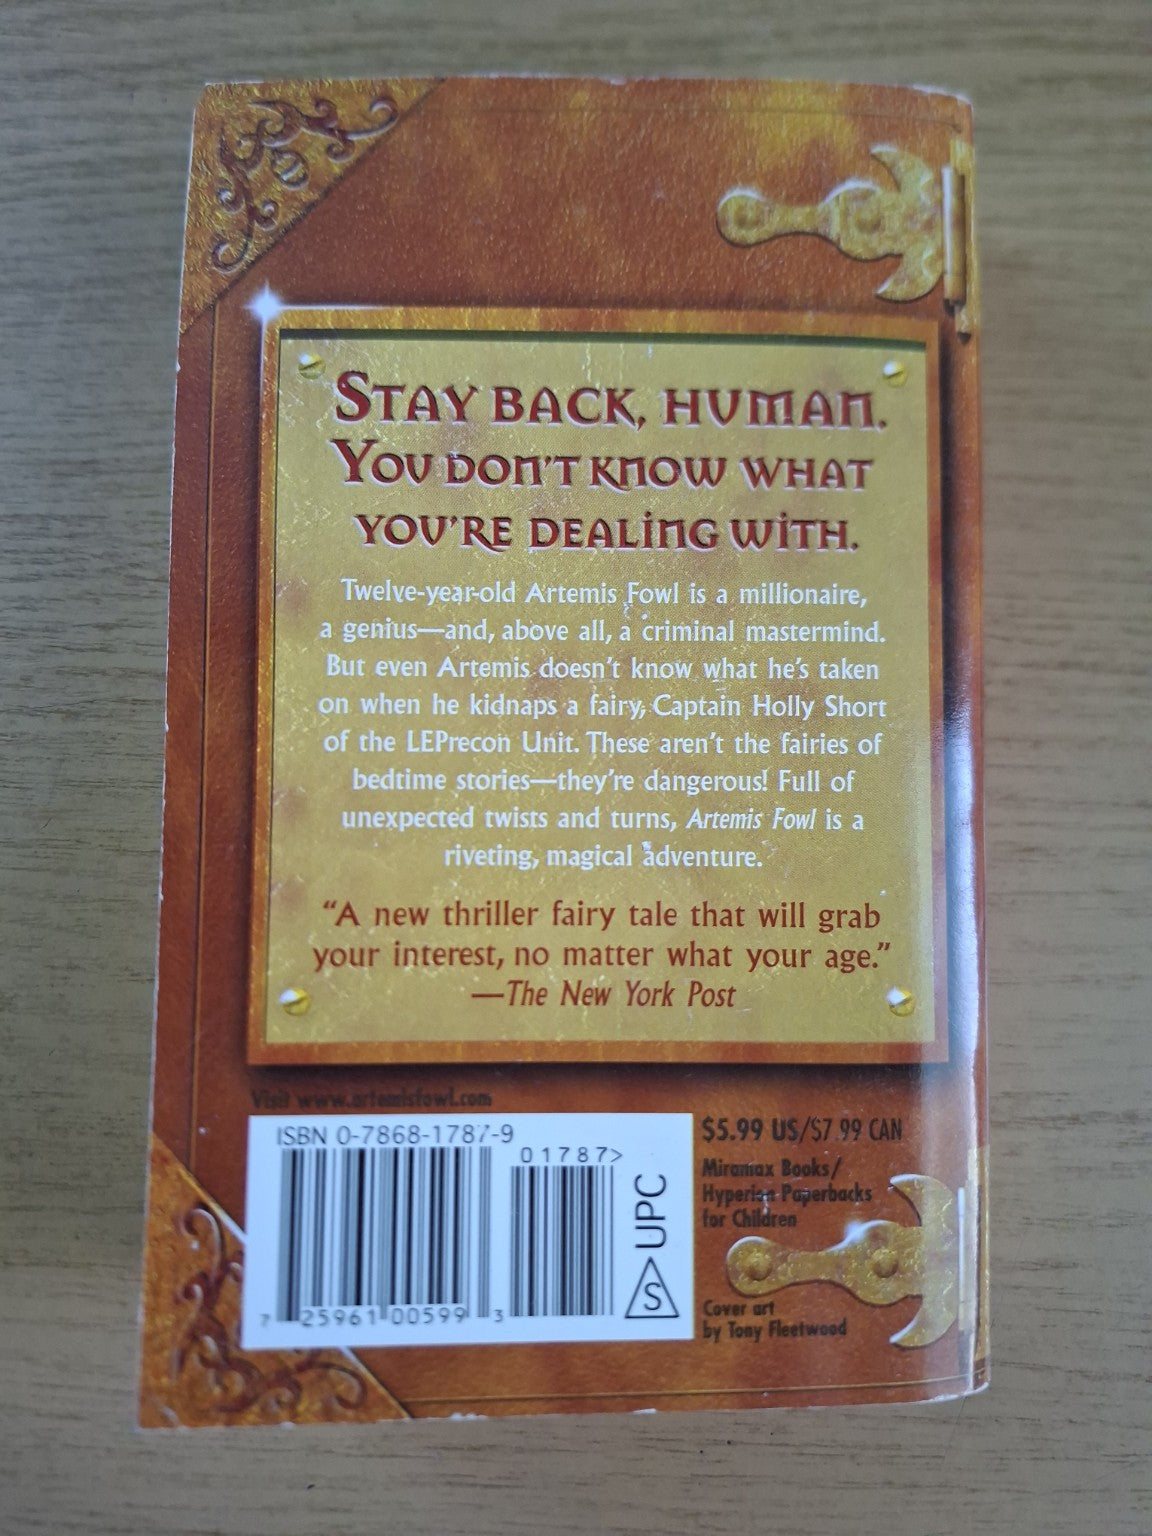 STAY BACK, HUMAN.
YOU DON'T KNOW WHAT
YOU'RE DEALING WITH.
Twelve-year-old Artemis Fowl is a millionaire,
a genius—and, above all, a criminal mastermind.
But even Artemis doesn't know what he's taken
on when he kidnaps a fairy, Captain Holly Short
of the LEPrecon Unit. These aren't the fairies of
bedtime stories—they're dangerous! Full of
unexpected twists and turns, Artemis Fowl is a
riveting, magical adventure.
“A new thriller fairy tale that will grab
your interest, no matter what your age.”
—The New York Post
Visit www.artemisfowl.com
ISBN 0-7868-1787-9
01787>
7 25961 00599 3
UPC
S
$5.99 US/$7.99 CAN
Miramax Books/
Hyperion Paperbacks
for Children
Cover art
by Tony Fleetwood